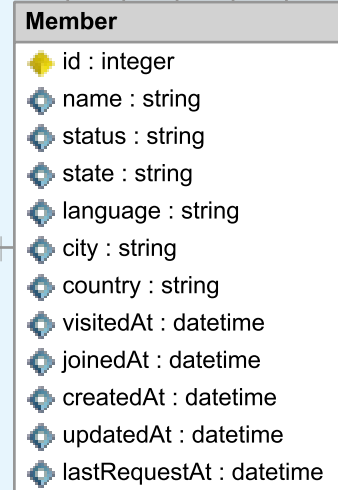 Member
id : integer
name : string
status : string
state : string
language : string
city : string
country : string
visitedAt : datetime
joinedAt : datetime
createdAt : datetime
updatedAt : datetime
lastRequestAt : datetime